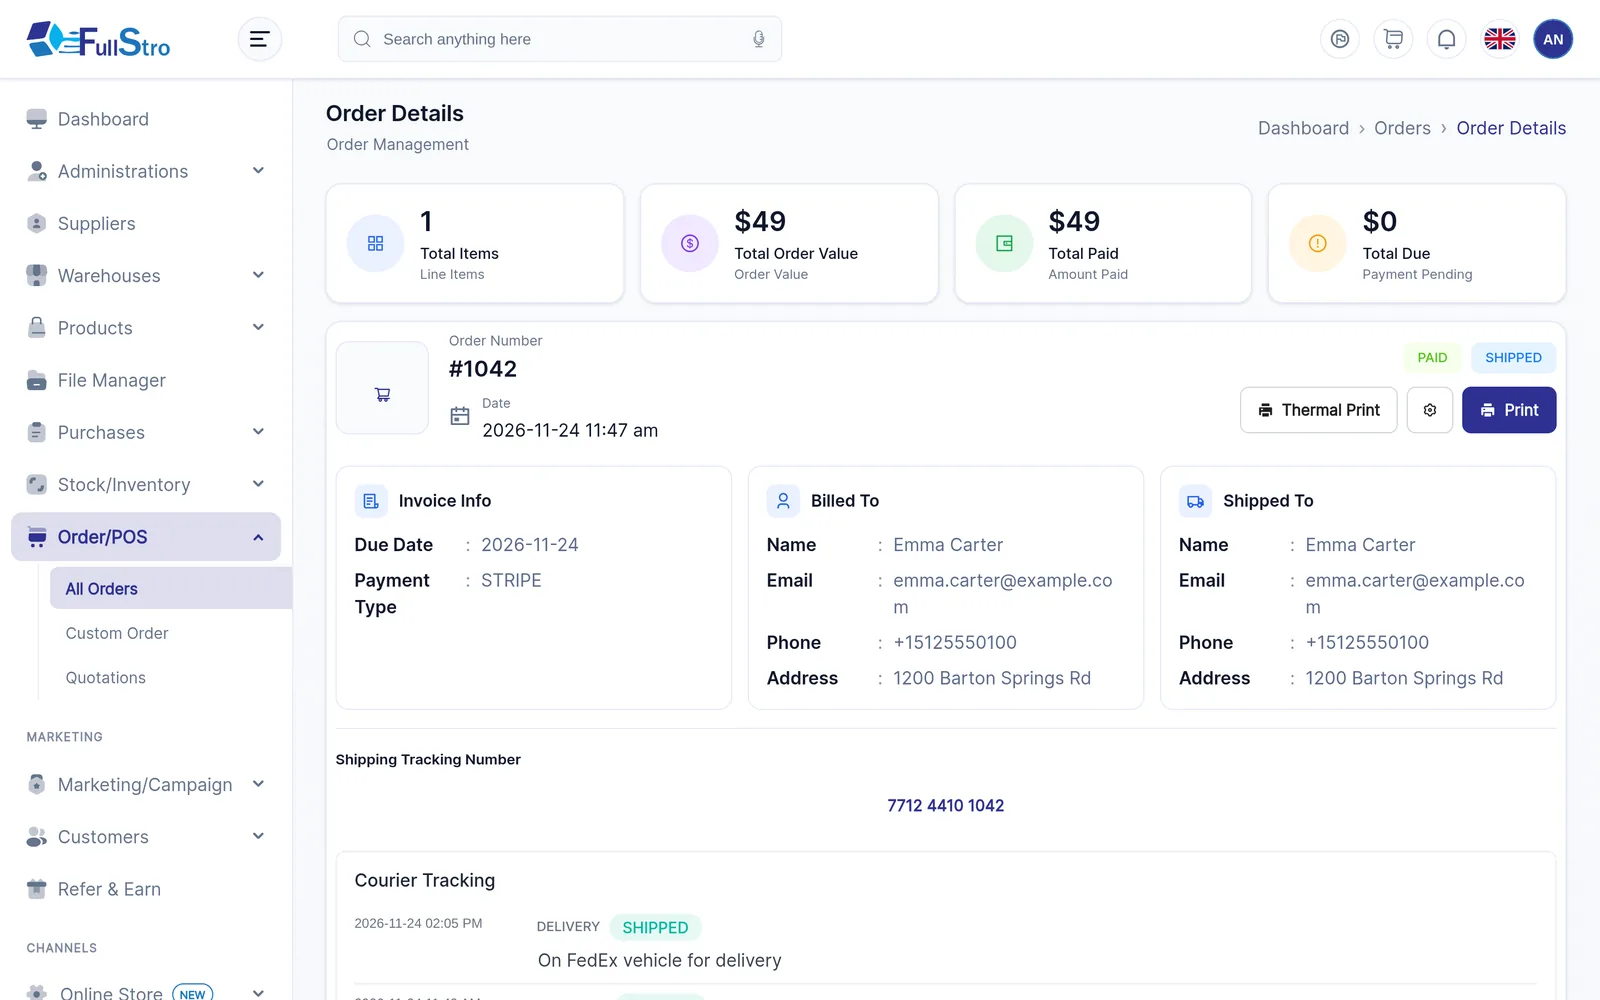 FullStro
Search anything here
AN
Dashboard
Administrations
Suppliers
Warehouses
Products
File Manager
Purchases
Stock/Inventory
Order/POS
All Orders
Custom Order
Quotations
MARKETING
Marketing/Campaign
Customers
Refer & Earn
CHANNELS
Online Store NEW
Order Details
Order Management
Dashboard › Orders › Order Details
1
Total Items
Line Items
$49
Total Order Value
Order Value
$49
Total Paid
Amount Paid
$0
Total Due
Payment Pending
Order Number
#1042
Date
2026-11-24 11:47 am
PAID SHIPPED
Thermal Print Print
Invoice Info
Due Date : 2026-11-24
Payment : STRIPE
Type
Billed To
Name : Emma Carter
Email : emma.carter@example.co
m
Phone : +15125550100
Address : 1200 Barton Springs Rd
Shipped To
Name : Emma Carter
Email : emma.carter@example.co
m
Phone : +15125550100
Address : 1200 Barton Springs Rd
Shipping Tracking Number
7712 4410 1042
Courier Tracking
2026-11-24 02:05 PM DELIVERY SHIPPED
On FedEx vehicle for delivery